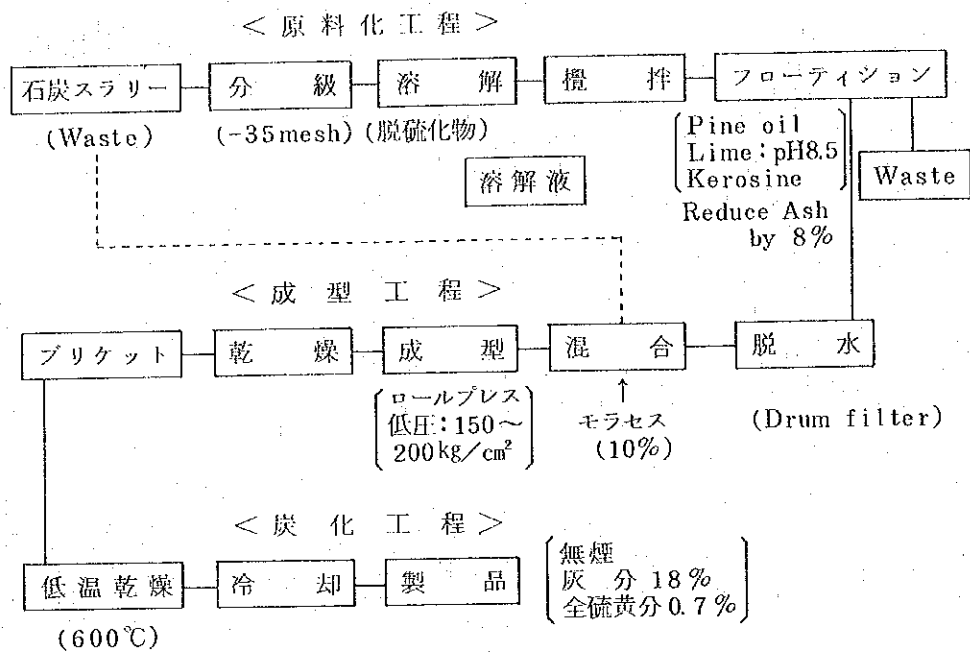 ＜原料化工程＞
石炭スラリー 分級 溶解 攪拌 フローティション
(Waste) (-35mesh) (脱硫化物)
Pine oil
Lime：pH8.5
Kerosine
溶解液 Waste
Reduce Ash
by 8%
＜成型工程＞
ブリケット 乾燥 成型 混合 脱水
ロールプレス
低圧：150〜
200kg/cm²
↑
モラセス
(10%)
(Drum filter)
＜炭化工程＞
低温乾燥 冷却 製品
無煙
灰分 18%
全硫黄分0.7%
(600℃)